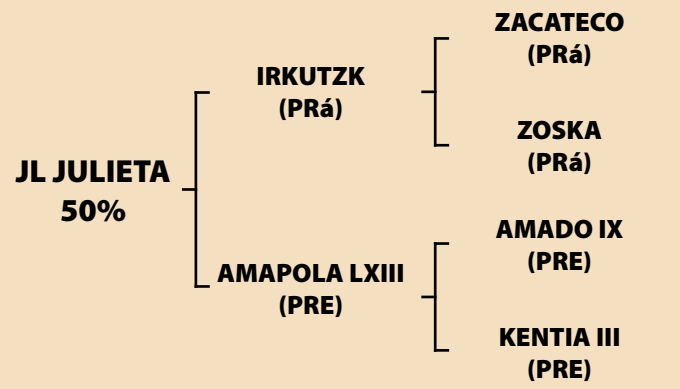 ZACATECO
(PRá)
IRKUTZK
(PRá)
ZOSKA
(PRá)
JL JULIETA
50%
AMADO IX
(PRE)
AMAPOLA LXIII
(PRE)
KENTIA III
(PRE)